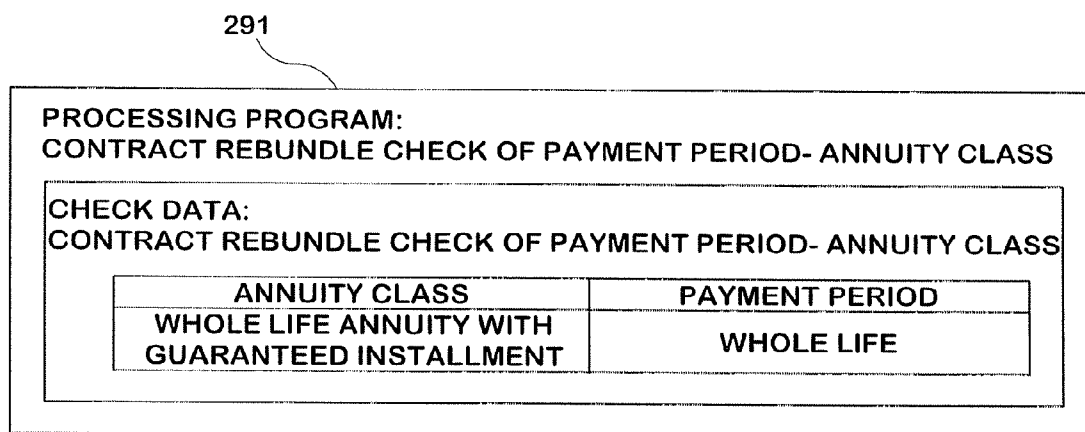 291
PROCESSING PROGRAM:
CONTRACT REBUNDLE CHECK OF PAYMENT PERIOD- ANNUITY CLASS
CHECK DATA:
CONTRACT REBUNDLE CHECK OF PAYMENT PERIOD- ANNUITY CLASS
ANNUITY CLASS PAYMENT PERIOD
WHOLE LIFE ANNUITY WITH
GUARANTEED INSTALLMENT
WHOLE LIFE